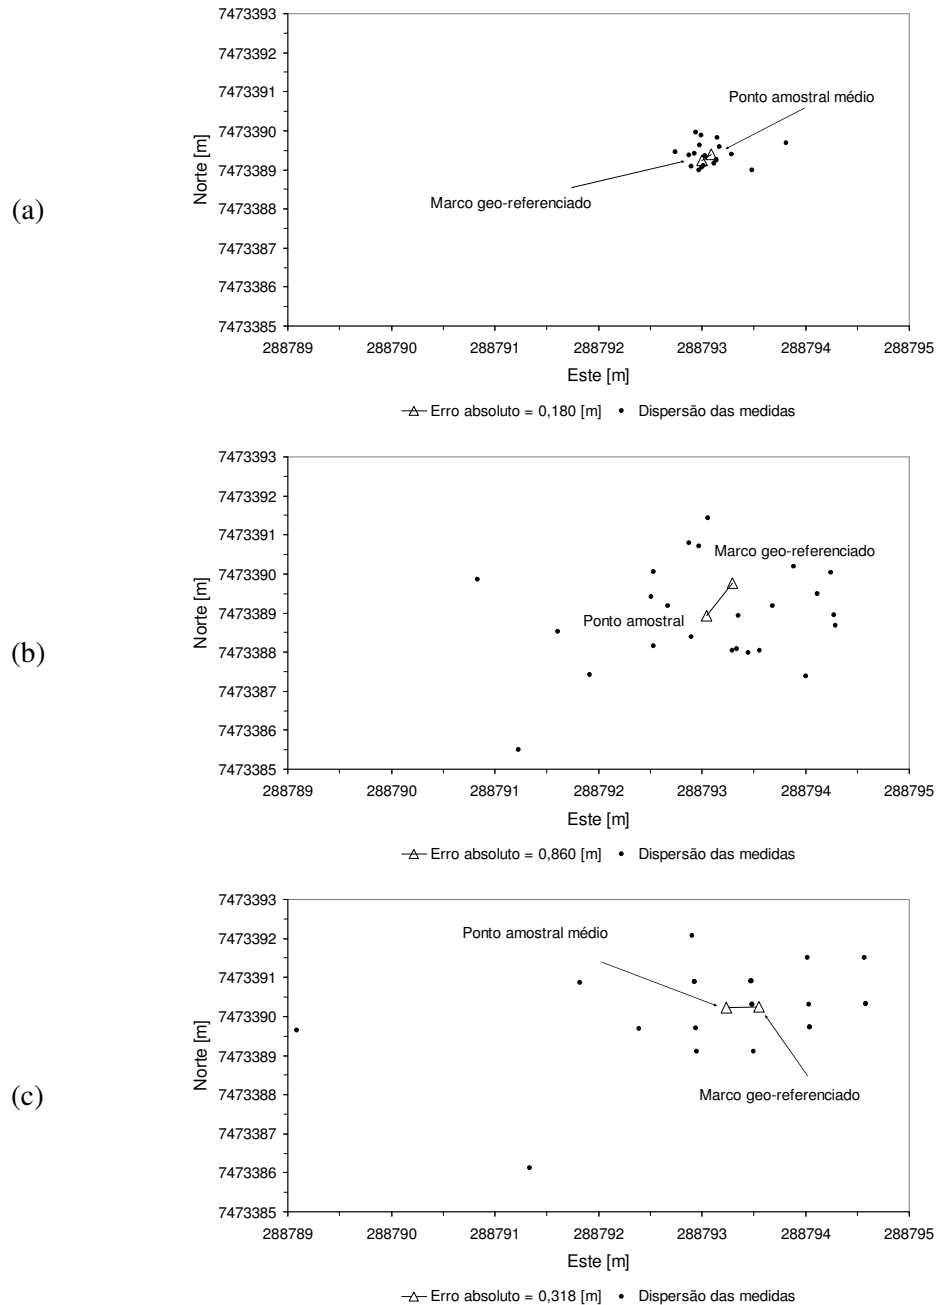 (a)
Norte [m]
7473393
7473392
7473391
7473390
7473389
7473388
7473387
7473386
7473385
Ponto amostral médio
Marco geo-referenciado
288789 288790 288791 288792 288793 288794 288795
Este [m]
Erro absoluto = 0,180 [m] Dispersão das medidas
(b)
Norte [m]
7473393
7473392
7473391
7473390
7473389
7473388
7473387
7473386
7473385
Marco geo-referenciado
Ponto amostral
288789 288790 288791 288792 288793 288794 288795
Este [m]
Erro absoluto = 0,860 [m] Dispersão das medidas
(c)
Norte [m]
7473393
7473392
7473391
7473390
7473389
7473388
7473387
7473386
7473385
Ponto amostral médio
Marco geo-referenciado
288789 288790 288791 288792 288793 288794 288795
Este [m]
Erro absoluto = 0,318 [m] Dispersão das medidas